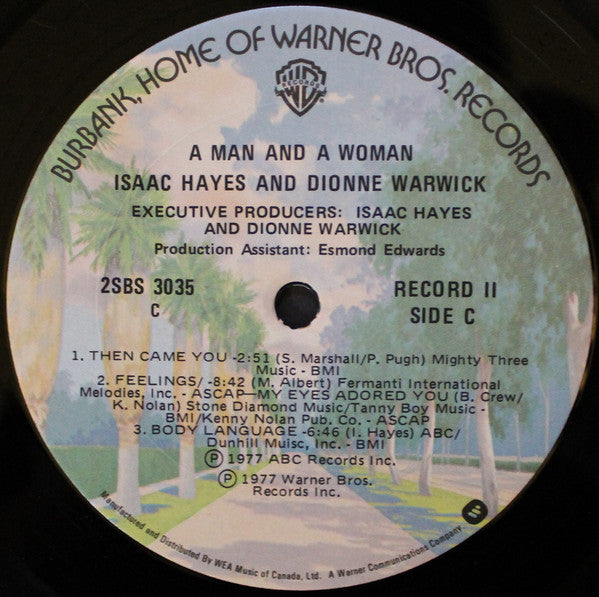 BURBANK, HOME OF WARNER BROS. RECORDS
WB
RECORDS
A MAN AND A WOMAN
ISAAC HAYES AND DIONNE WARWICK
EXECUTIVE PRODUCERS: ISAAC HAYES
AND DIONNE WARWICK
Production Assistant: Esmond Edwards
2SBS 3035
C
RECORD II
SIDE C
1. THEN CAME YOU -2:51 (S. Marshall/P. Pugh) Mighty Three
Music - BMI
2. FEELINGS/ -8:42 (M. Albert) Fermanti International
Melodies, Inc. - ASCAP—MY EYES ADORED YOU (B. Crew/
K. Nolan) Stone Diamond Music/Tanny Boy Music -
BMI/Kenny Nolan Pub. Co. - ASCAP
3. BODY LANGUAGE -6:46 (I. Hayes) ABC/
Dunhill Muisc, Inc. - BMI
Ⓟ 1977 ABC Records Inc.
Ⓟ 1977 Warner Bros.
Records Inc.
Manufactured and Distributed By WEA Music of Canada, Ltd. A Warner Communications Company.